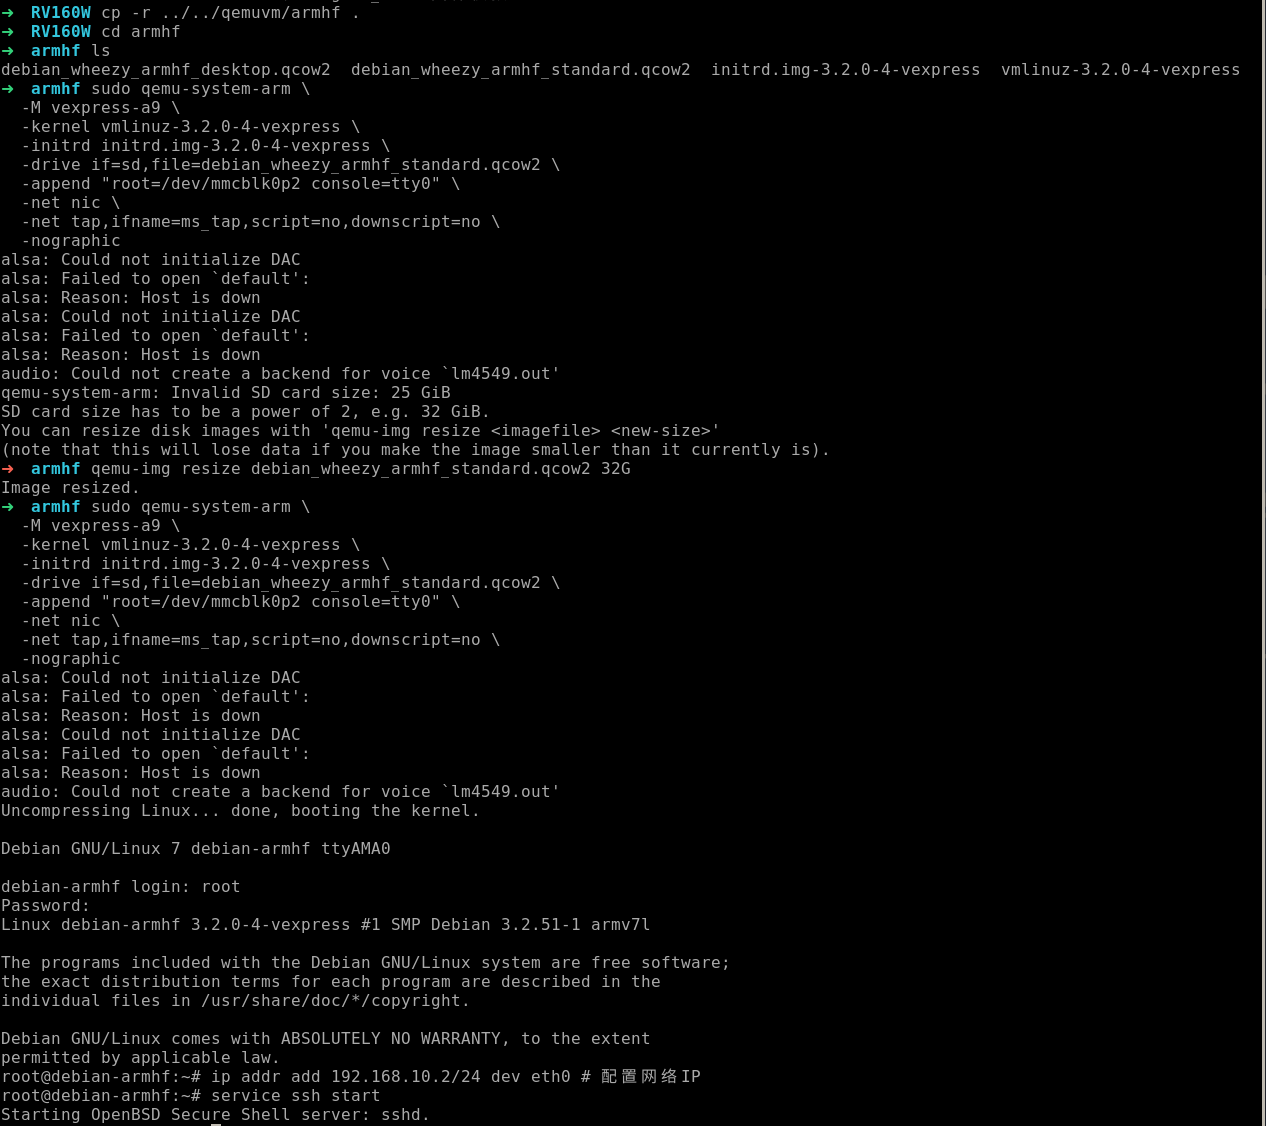 ➜  RV160W cp -r ../../qemuvm/armhf .
➜  RV160W cd armhf
➜  armhf ls
debian_wheezy_armhf_desktop.qcow2  debian_wheezy_armhf_standard.qcow2  initrd.img-3.2.0-4-vexpress  vmlinuz-3.2.0-4-vexpress
➜  armhf sudo qemu-system-arm \
  -M vexpress-a9 \
  -kernel vmlinuz-3.2.0-4-vexpress \
  -initrd initrd.img-3.2.0-4-vexpress \
  -drive if=sd,file=debian_wheezy_armhf_standard.qcow2 \
  -append "root=/dev/mmcblk0p2 console=tty0" \
  -net nic \
  -net tap,ifname=ms_tap,script=no,downscript=no \
  -nographic
alsa: Could not initialize DAC
alsa: Failed to open `default':
alsa: Reason: Host is down
alsa: Could not initialize DAC
alsa: Failed to open `default':
alsa: Reason: Host is down
audio: Could not create a backend for voice `lm4549.out'
qemu-system-arm: Invalid SD card size: 25 GiB
SD card size has to be a power of 2, e.g. 32 GiB.
You can resize disk images with 'qemu-img resize <imagefile> <new-size>'
(note that this will lose data if you make the image smaller than it currently is).
➜  armhf qemu-img resize debian_wheezy_armhf_standard.qcow2 32G
Image resized.
➜  armhf sudo qemu-system-arm \
  -M vexpress-a9 \
  -kernel vmlinuz-3.2.0-4-vexpress \
  -initrd initrd.img-3.2.0-4-vexpress \
  -drive if=sd,file=debian_wheezy_armhf_standard.qcow2 \
  -append "root=/dev/mmcblk0p2 console=tty0" \
  -net nic \
  -net tap,ifname=ms_tap,script=no,downscript=no \
  -nographic
alsa: Could not initialize DAC
alsa: Failed to open `default':
alsa: Reason: Host is down
alsa: Could not initialize DAC
alsa: Failed to open `default':
alsa: Reason: Host is down
audio: Could not create a backend for voice `lm4549.out'
Uncompressing Linux... done, booting the kernel.

Debian GNU/Linux 7 debian-armhf ttyAMA0

debian-armhf login: root
Password:
Linux debian-armhf 3.2.0-4-vexpress #1 SMP Debian 3.2.51-1 armv7l

The programs included with the Debian GNU/Linux system are free software;
the exact distribution terms for each program are described in the
individual files in /usr/share/doc/*/copyright.

Debian GNU/Linux comes with ABSOLUTELY NO WARRANTY, to the extent
permitted by applicable law.
root@debian-armhf:~# ip addr add 192.168.10.2/24 dev eth0 # 配置网络IP
root@debian-armhf:~# service ssh start
Starting OpenBSD Secure Shell server: sshd.